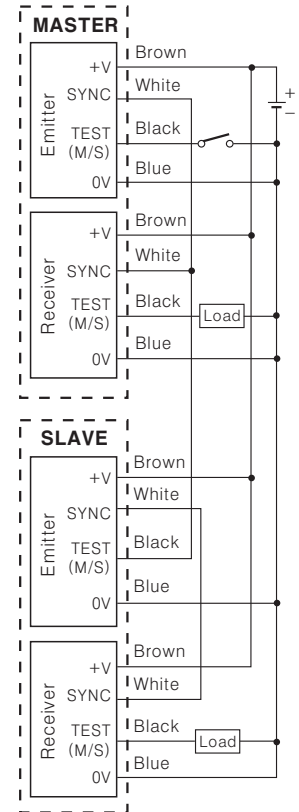 MASTER
Emitter
+V
Brown
SYNC
White
TEST
(M/S)
Black
0V
Blue
+
−
Receiver
+V
Brown
SYNC
White
TEST
(M/S)
Black
Load
0V
Blue
SLAVE
Emitter
+V
Brown
SYNC
White
TEST
(M/S)
Black
0V
Blue
Receiver
+V
Brown
SYNC
White
TEST
(M/S)
Black
Load
0V
Blue